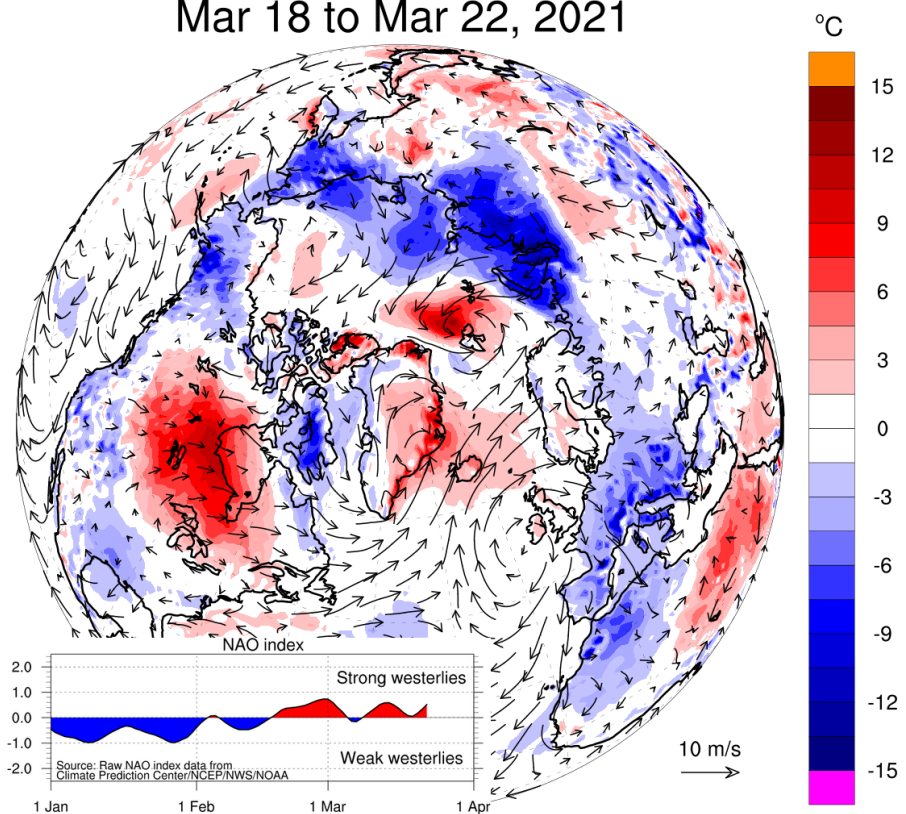 Mar 18 to Mar 22, 2021
°C
15
12
9
6
3
0
-3
-6
-9
-12
-15
10 m/s
NAO index
2.0
1.0
0.0
-1.0
-2.0
Strong westerlies
Weak westerlies
Source: Raw NAO index data from
Climate Prediction Center/NCEP/NWS/NOAA
1 Jan
1 Feb
1 Mar
1 Apr